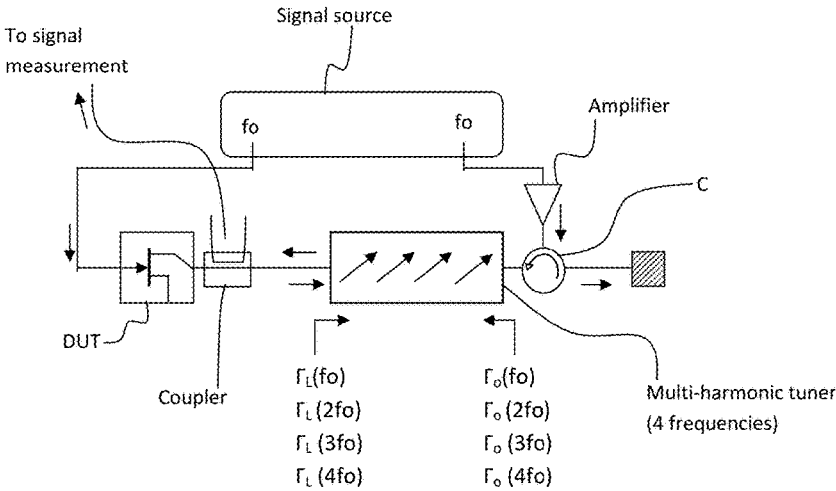 Signal source
To signal
measurement
fo
fo
Amplifier
C
DUT
Coupler
ΓL(fo)
ΓL (2fo)
ΓL (3fo)
ΓL (4fo)
Γo(fo)
Γo (2fo)
Γo (3fo)
Γo (4fo)
Multi-harmonic tuner
(4 frequencies)